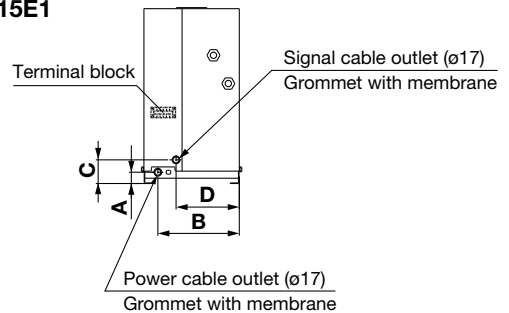 15E1
Signal cable outlet (ø17)
Grommet with membrane
Terminal block
C
A
D
B
Power cable outlet (ø17)
Grommet with membrane